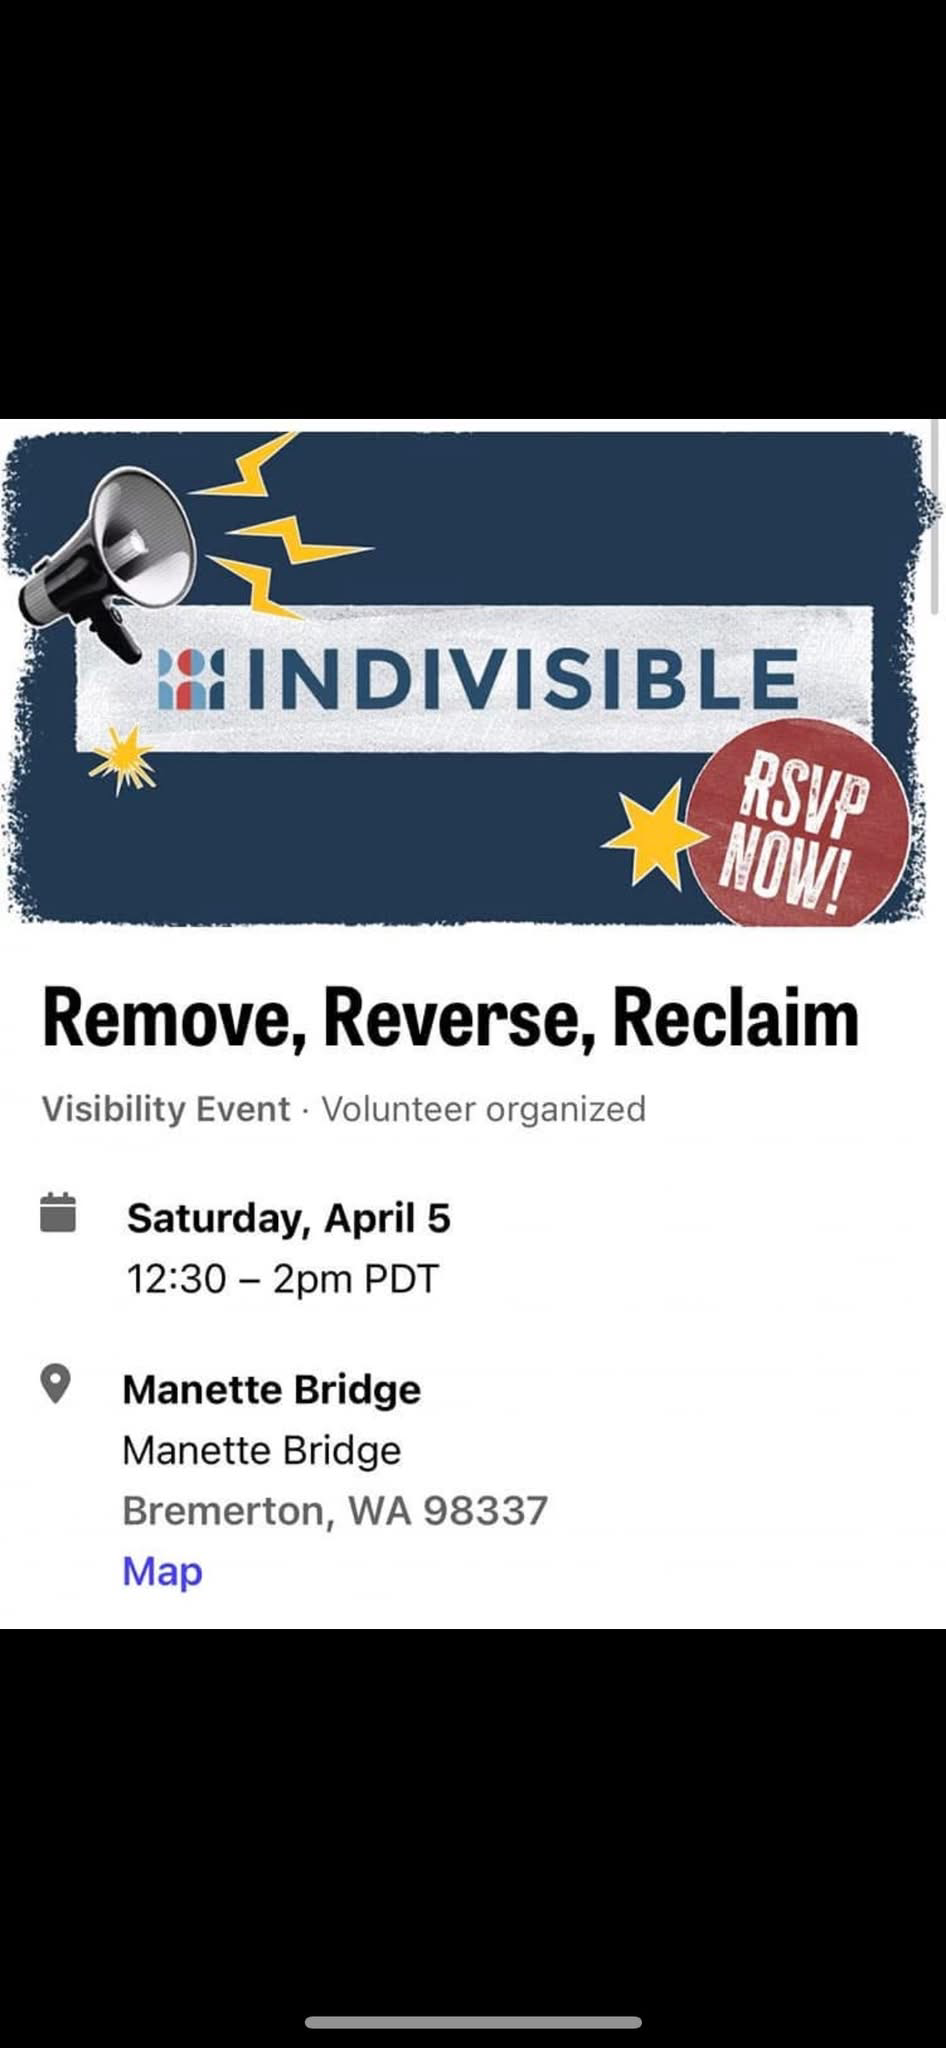 INDIVISIBLE
RSVP
NOW!
Remove, Reverse, Reclaim
Visibility Event · Volunteer organized
Saturday, April 5
12:30 – 2pm PDT
Manette Bridge
Manette Bridge
Bremerton, WA 98337
Map